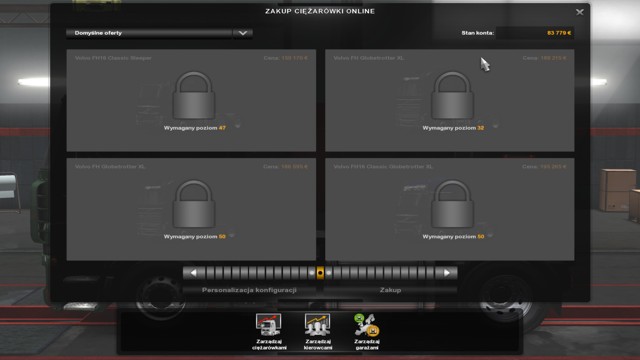 ZAKUP CIĘŻARÓWKI ONLINE
Domyślne oferty
Stan konta: 83 779 €
Volvo FH16 Classic Sleeper Cena:
Volvo FH Globetrotter XL Cena:
Wymagany poziom 47
Wymagany poziom 32
Volvo FH Globetrotter XL Cena:
Volvo FH16 Classic Globetrotter XL Cena:
Wymagany poziom 50
Wymagany poziom 50
Personalizacja konfiguracji
Zakup
Zarządzaj ciężarówkami
Zarządzaj kierowcami
Zarządzaj garażami